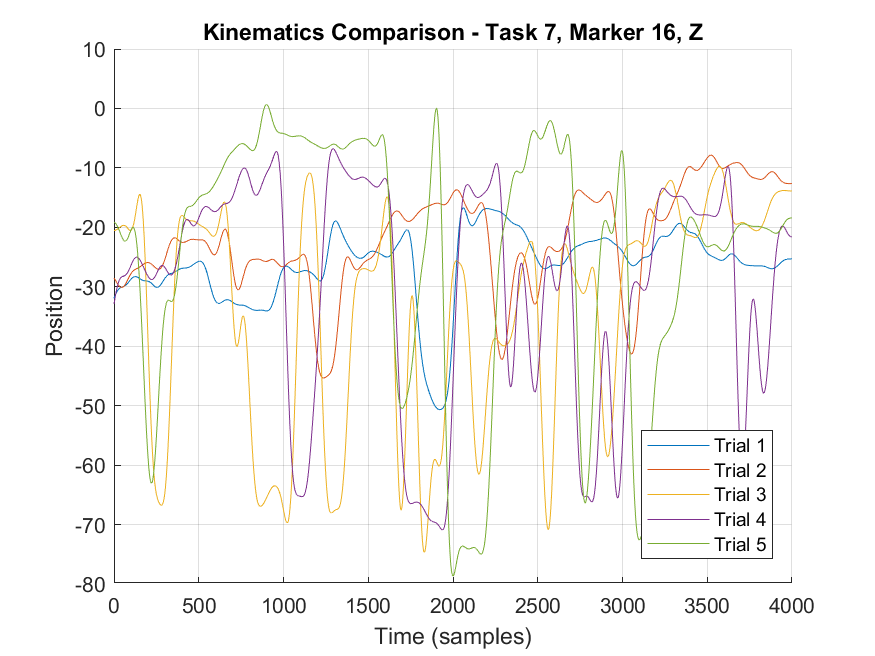 Kinematics Comparison - Task 7, Marker 16, Z
10
0
-10
-20
-30
-40
-50
-60
-70
-80
Position
Trial 1
Trial 2
Trial 3
Trial 4
Trial 5
0 500 1000 1500 2000 2500 3000 3500 4000
Time (samples)